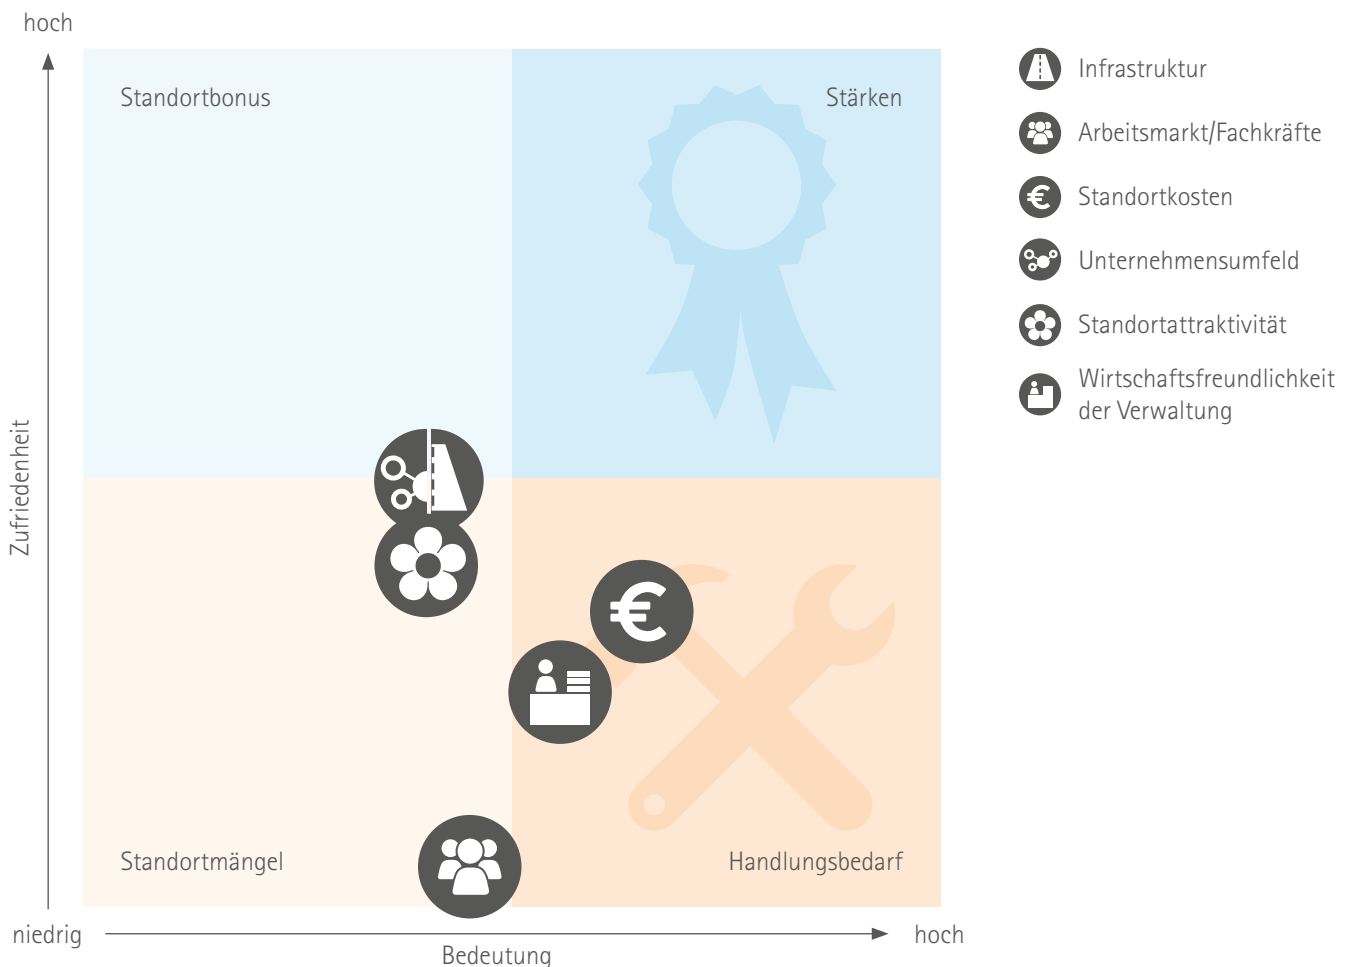 hoch
Standortbonus
Stärken
Zufriedenheit
Standortmängel
Handlungsbedarf
niedrig
hoch
Bedeutung
Infrastruktur
Arbeitsmarkt/Fachkräfte
Standortkosten
Unternehmensumfeld
Standortattraktivität
Wirtschaftsfreundlichkeit
der Verwaltung